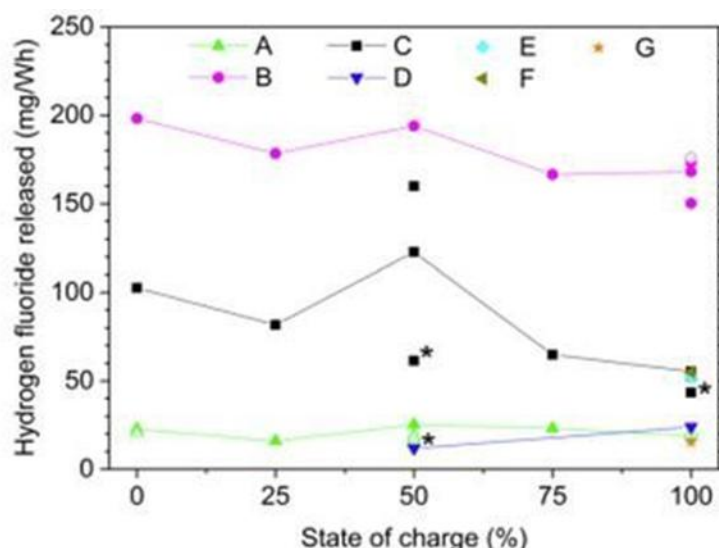 250
A C E G
B D F
200
150
100
50
0
0 25 50 75 100
Hydrogen fluoride released (mg/Wh)
State of charge (%)
* * *